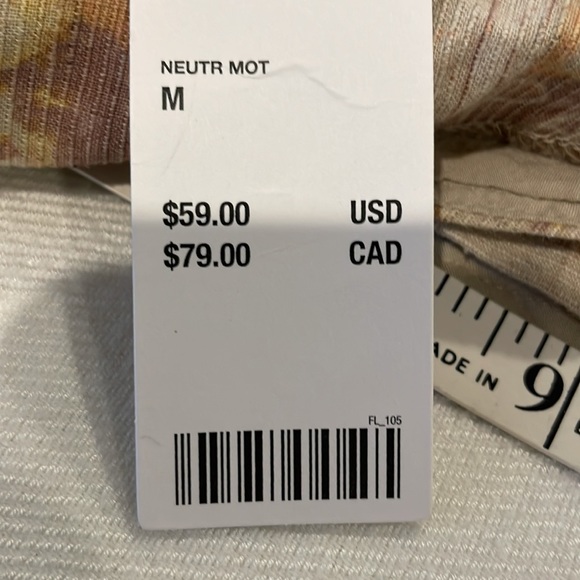 NEUTR MOT
M
$59.00 USD
$79.00 CAD
FL_105
ADE IN 9